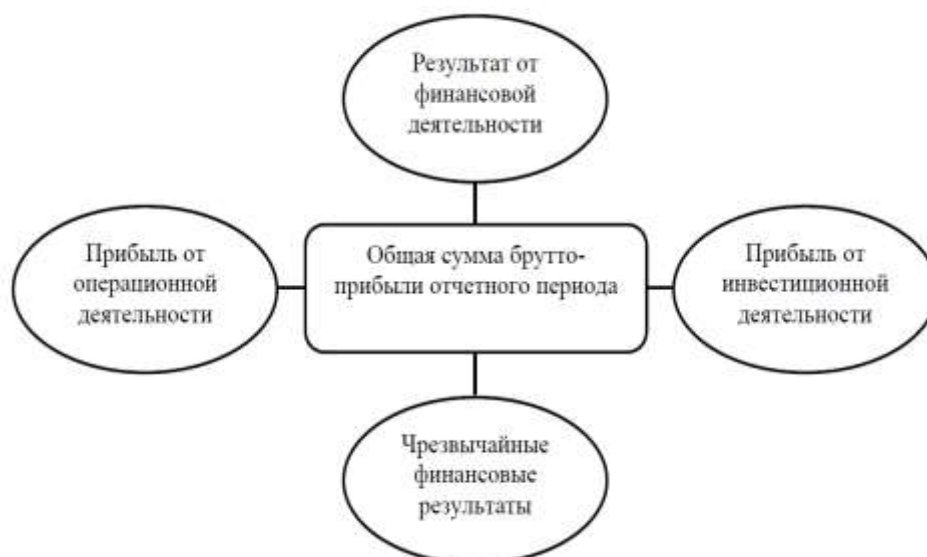 Результат от
финансовой
деятельности
Прибыль от
операционной
деятельности
Общая сумма брутто-
прибыли отчетного периода
Прибыль от
инвестиционной
деятельности
Чрезвычайные
финансовые
результаты